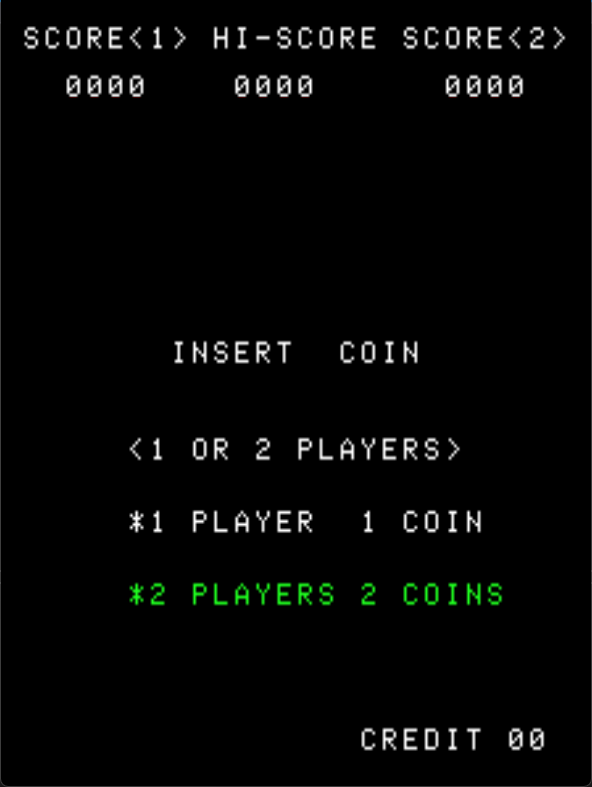 SCORE<1> HI-SCORE SCORE<2>
0000 0000 0000
INSERT COIN
<1 OR 2 PLAYERS>
*1 PLAYER 1 COIN
*2 PLAYERS 2 COINS
CREDIT 00